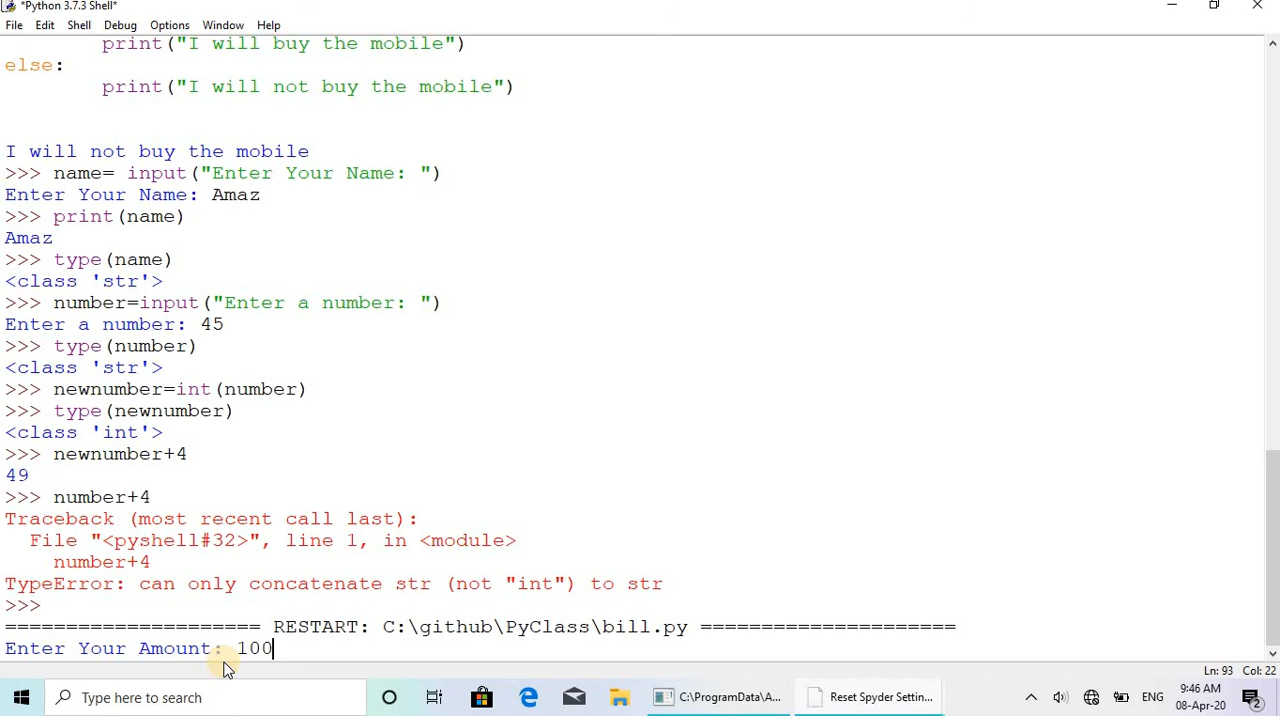 *Python 3.7.3 Shell*
File Edit Shell Debug Options Window Help
print("I will buy the mobile")
else:
print("I will not buy the mobile")
I will not buy the mobile
>>> name= input("Enter Your Name: ")
Enter Your Name: Amaz
>>> print(name)
Amaz
>>> type(name)
<class 'str'>
>>> number=input("Enter a number: ")
Enter a number: 45
>>> type(number)
<class 'str'>
>>> newnumber=int(number)
>>> type(newnumber)
<class 'int'>
>>> newnumber+4
49
>>> number+4
Traceback (most recent call last):
File "<pyshell#32>", line 1, in <module>
number+4
TypeError: can only concatenate str (not "int") to str
>>>
===================== RESTART: C:\github\PyClass\bill.py =====================
Enter Your Amount: 100
Ln: 93 Col: 22
Type here to search
C:\ProgramData\A...
Reset Spyder Settin...
ENG
9:46 AM
08-Apr-20
2